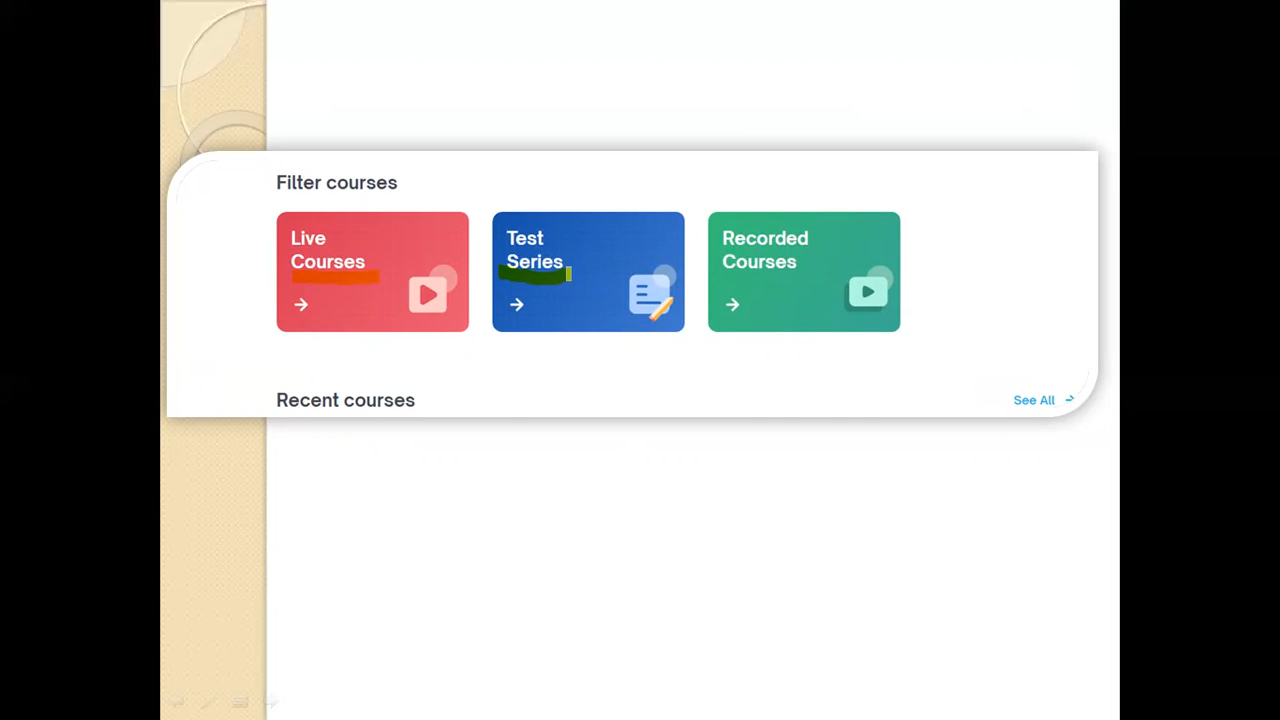 Filter courses
Live
Courses
Test
Series
Recorded
Courses
Recent courses
See All